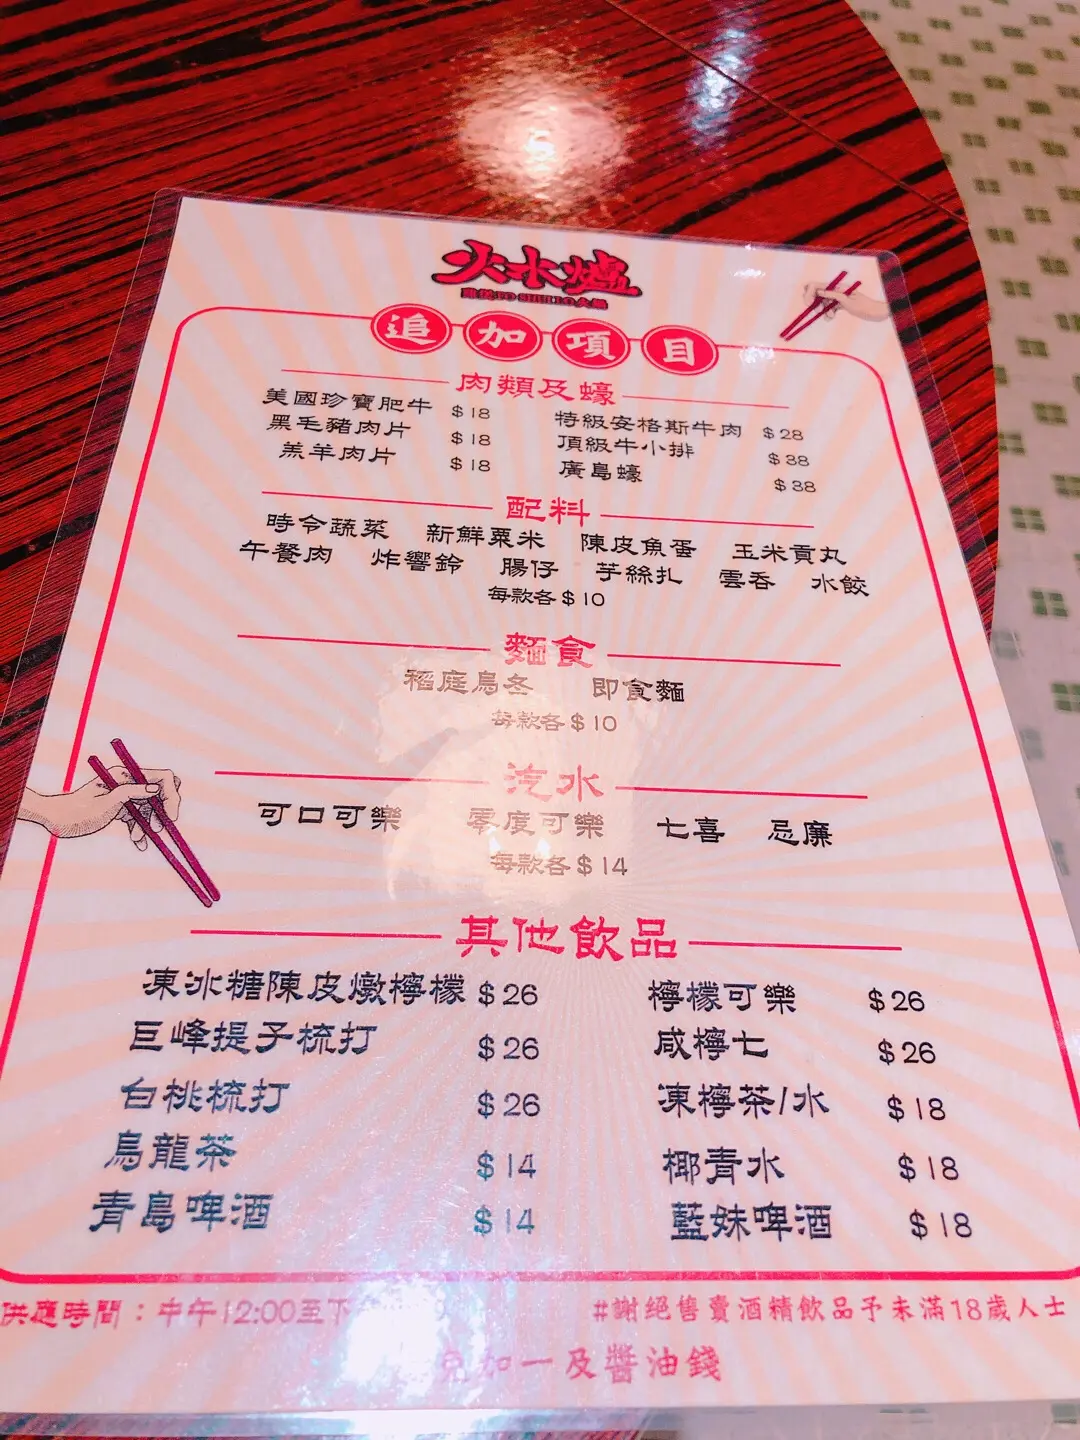 火水爐
追加項目
肉類及蠔
美國珍寶肥牛 $18 特級安格斯牛肉 $28
黑毛豬肉片 $18 頂級牛小排 $38
羔羊肉片 $18 廣島蠔 $38
配料
時令蔬菜 新鮮粟米 陳皮魚蛋 玉米貢丸
午餐肉 炸響鈴 腸仔 芋絲扎 雲吞 水餃
每款各$10
麵食
稻庭烏冬 即食麵
每款各$10
汽水
可口可樂 零度可樂 七喜 忌廉
每款各$14
其他飲品
凍冰糖陳皮燉檸檬 $26 檸檬可樂 $26
巨峰提子梳打 $26 咸檸七 $26
白桃梳打 $26 凍檸茶/水 $18
烏龍茶 $14 椰青水 $18
青島啤酒 $14 藍妹啤酒 $18
供應時間：中午12:00至下 #謝絕售賣酒精飲品予未滿18歲人士
加一及醬油錢